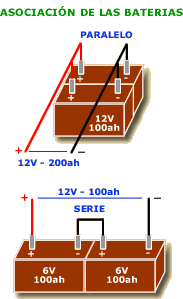 ASOCIACIÓN DE LAS BATERIAS
PARALELO
12V
100ah
+ –
12V - 200ah
12V - 100ah
+ –
SERIE
+ – + –
6V 6V
100ah 100ah